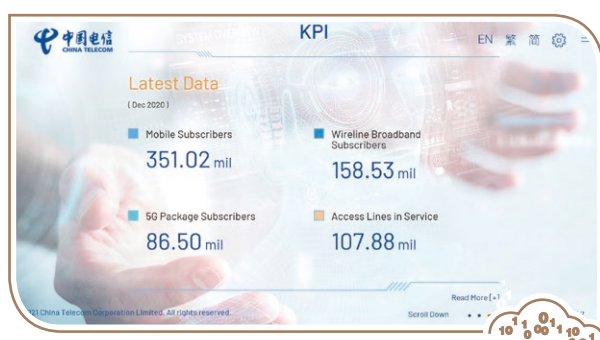 中国电信
CHINA TELECOM
KPI
EN 繁 简
Latest Data
( Dec 2020 )
Mobile Subscribers
351.02 mil
Wireline Broadband
Subscribers
158.53 mil
5G Package Subscribers
86.50 mil
Access Lines in Service
107.88 mil
Read More [+]
21 China Telecom Corporation Limited. All rights reserved.
Scroll Down